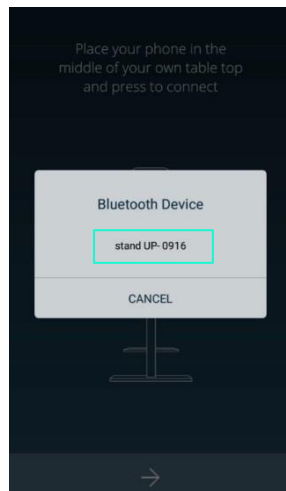 Place your phone in the
middle of your own table top
and press to connect
Bluetooth Device
stand UP- 0916
CANCEL